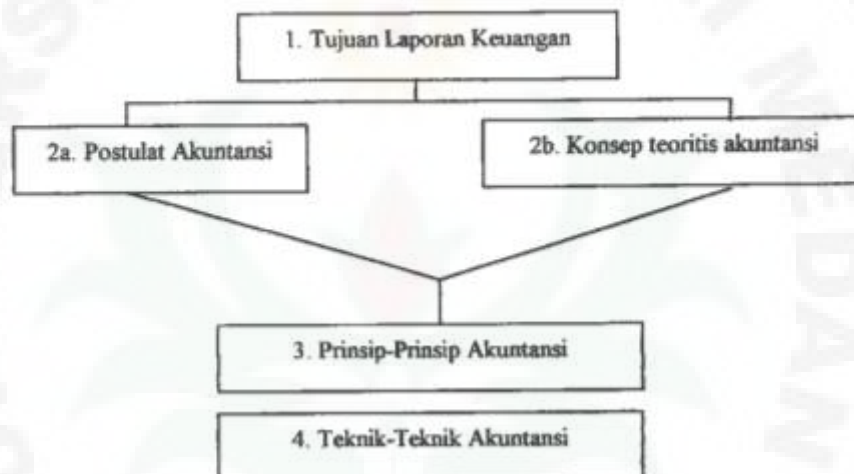 1. Tujuan Laporan Keuangan
2a. Postulat Akuntansi
2b. Konsep teoritis akuntansi
3. Prinsip-Prinsip Akuntansi
4. Teknik-Teknik Akuntansi
MEDAN